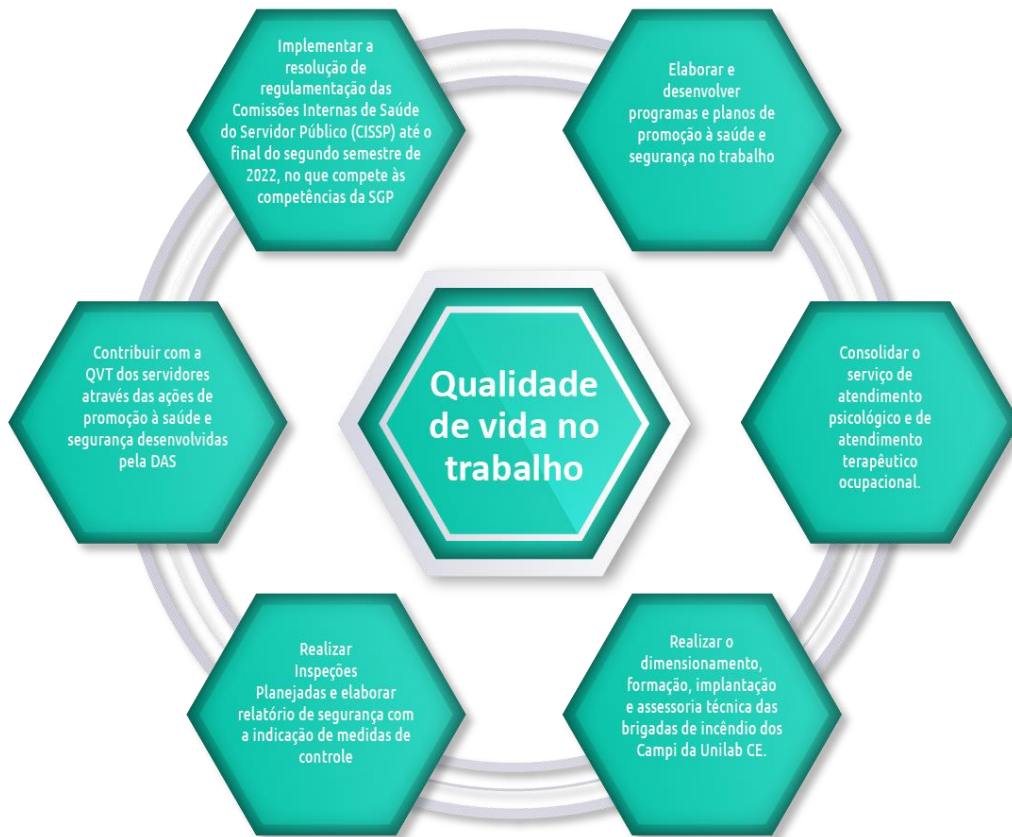 Implementar a
resolução de
regulamentação das
Comissões Internas de Saúde
do Servidor Público (CISSP) até o
final do segundo semestre de
2022, no que compete às
competências da SGP
Elaborar e
desenvolver
programas e planos de
promoção à saúde e
segurança no trabalho
Contribuir com a
QVT dos servidores
através das ações de
promoção à saúde e
segurança desenvolvidas
pela DAS
Qualidade
de vida no
trabalho
Consolidar o
serviço de
atendimento
psicológico e de
atendimento
terapêutico
ocupacional.
Realizar
Inspeções
Planejadas e elaborar
relatório de segurança com
a indicação de medidas de
controle
Realizar o
dimensionamento,
formação, implantação
e assessoria técnica das
brigadas de incêndio dos
Campi da Unilab CE.